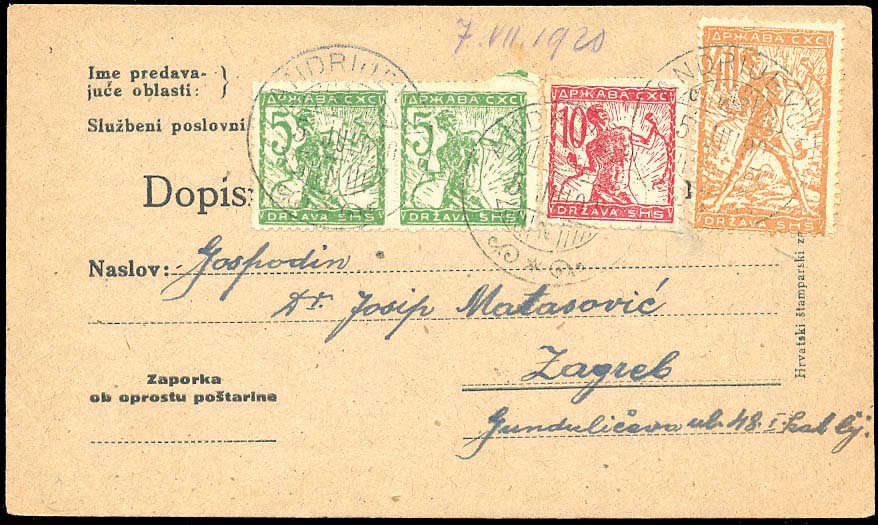 7. VII. 1920
Ime predava-
juće oblasti:
Službeni poslovni
Dopis
ДРЖАВА СХС
5
DRŽAVA SHS
ДРЖАВА СХС
5
DRŽAVA SHS
ДРЖАВА СХС
10
DRŽAVA SHS
ДРЖАВА СХС
DRŽAVA SHS
Naslov: Gospodin
Dr. Josip Matasović
Zagreb
Gundulićeva ul. 48. I.
Zaporka
ob oprostu poštarine
Hrvatski štamparski